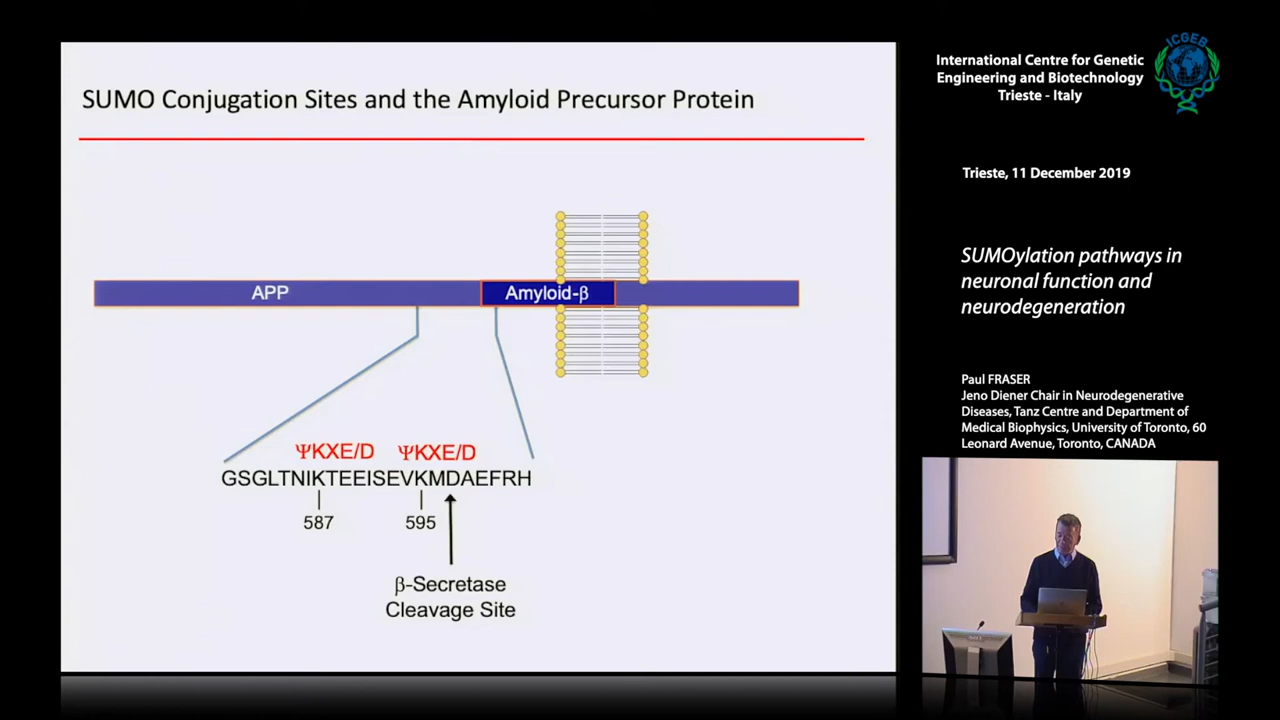 SUMO Conjugation Sites and the Amyloid Precursor Protein
APP
Amyloid-β
ΨKXE/D ΨKXE/D
GSGLTNIKTEEISEVKMDAEFRH
587 595
β-Secretase
Cleavage Site
International Centre for Genetic
Engineering and Biotechnology
Trieste - Italy
ICGEB
Trieste, 11 December 2019
SUMOylation pathways in
neuronal function and
neurodegeneration
Paul FRASER
Jeno Diener Chair in Neurodegenerative
Diseases, Tanz Centre and Department of
Medical Biophysics, University of Toronto, 60
Leonard Avenue, Toronto, CANADA